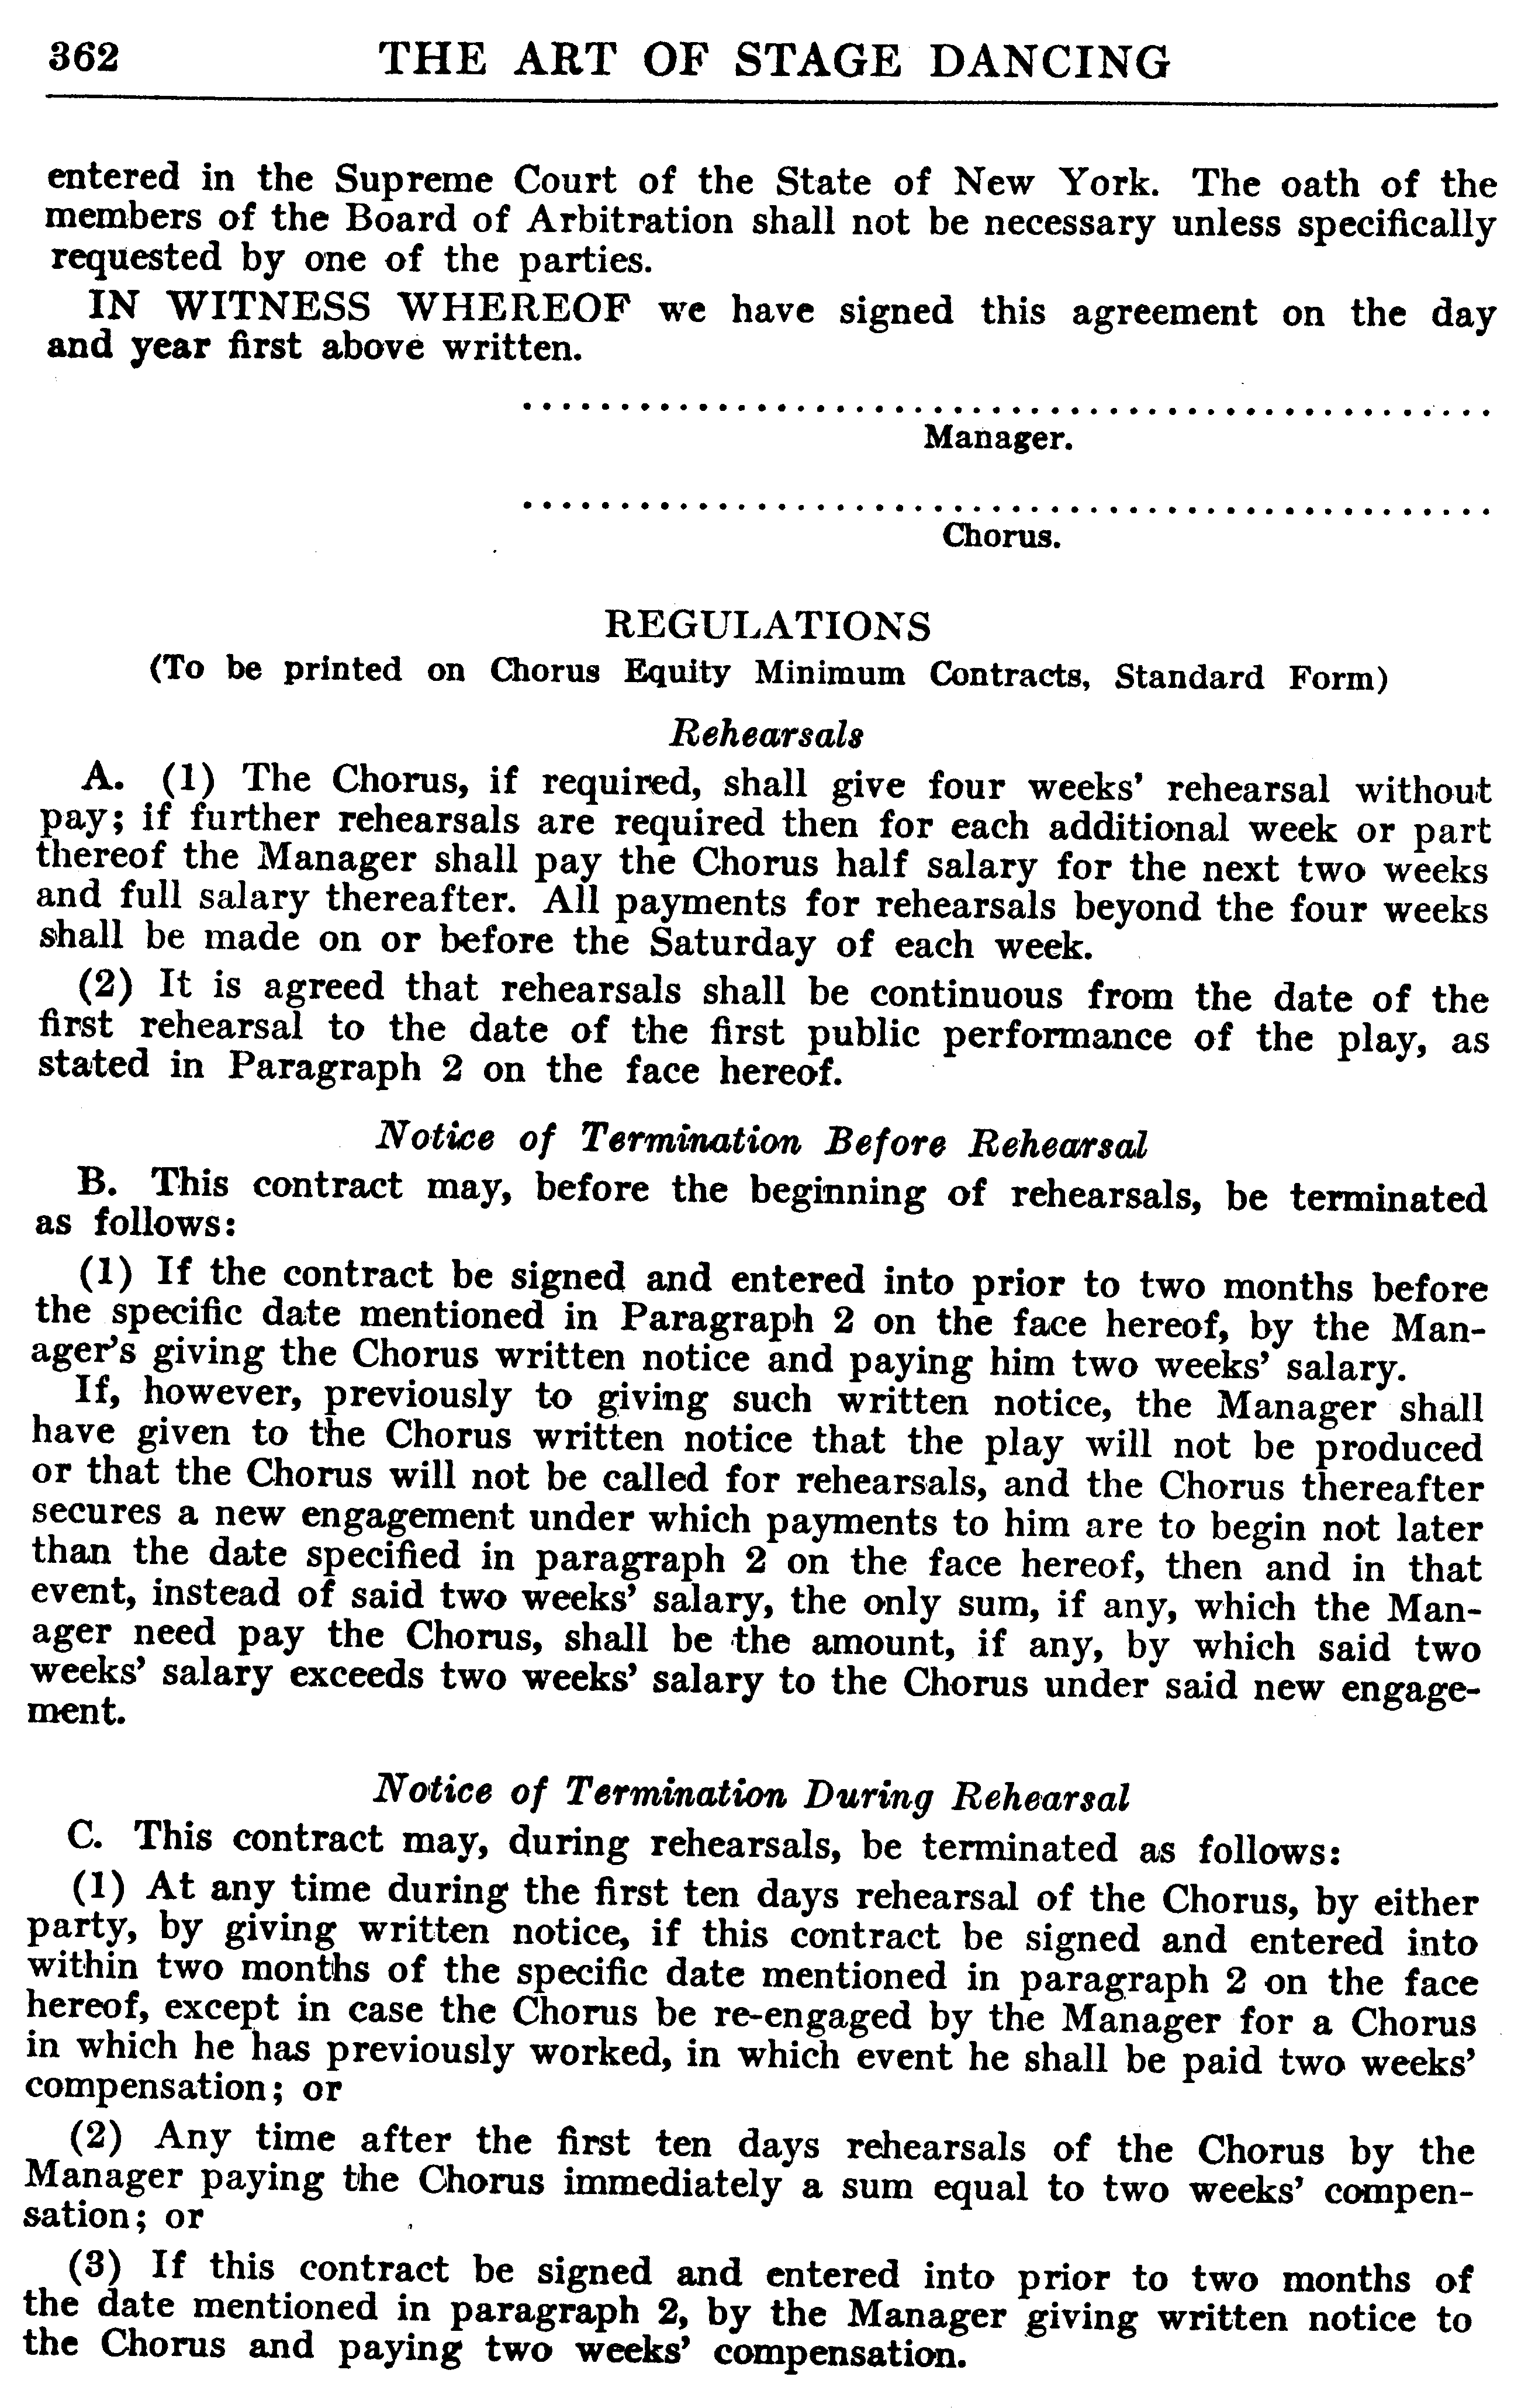 362 THE ART OF STAGE DANCING
entered in the Supreme Court of the State of New York. The oath of the
members of the Board of Arbitration shall not be necessary unless specifically
requested by one of the parties.
IN WITNESS WHEREOF we have signed this agreement on the day
and year first above written.
..................................................
Manager.
..................................................
Chorus.
REGULATIONS
(To be printed on Chorus Equity Minimum Contracts, Standard Form)
Rehearsals
A. (1) The Chorus, if required, shall give four weeks' rehearsal without
pay; if further rehearsals are required then for each additional week or part
thereof the Manager shall pay the Chorus half salary for the next two weeks
and full salary thereafter. All payments for rehearsals beyond the four weeks
shall be made on or before the Saturday of each week.
(2) It is agreed that rehearsals shall be continuous from the date of the
first rehearsal to the date of the first public performance of the play, as
stated in Paragraph 2 on the face hereof.
Notice of Termination Before Rehearsal
B. This contract may, before the beginning of rehearsals, be terminated
as follows:
(1) If the contract be signed and entered into prior to two months before
the specific date mentioned in Paragraph 2 on the face hereof, by the Man-
ager's giving the Chorus written notice and paying him two weeks' salary.
If, however, previously to giving such written notice, the Manager shall
have given to the Chorus written notice that the play will not be produced
or that the Chorus will not be called for rehearsals, and the Chorus thereafter
secures a new engagement under which payments to him are to begin not later
than the date specified in paragraph 2 on the face hereof, then and in that
event, instead of said two weeks' salary, the only sum, if any, which the Man-
ager need pay the Chorus, shall be the amount, if any, by which said two
weeks' salary exceeds two weeks' salary to the Chorus under said new engage-
ment.
Notice of Termination During Rehearsal
C. This contract may, during rehearsals, be terminated as follows:
(1) At any time during the first ten days rehearsal of the Chorus, by either
party, by giving written notice, if this contract be signed and entered into
within two months of the specific date mentioned in paragraph 2 on the face
hereof, except in case the Chorus be re-engaged by the Manager for a Chorus
in which he has previously worked, in which event he shall be paid two weeks'
compensation; or
(2) Any time after the first ten days rehearsals of the Chorus by the
Manager paying the Chorus immediately a sum equal to two weeks' compen-
sation; or
(3) If this contract be signed and entered into prior to two months of
the date mentioned in paragraph 2, by the Manager giving written notice to
the Chorus and paying two weeks' compensation.